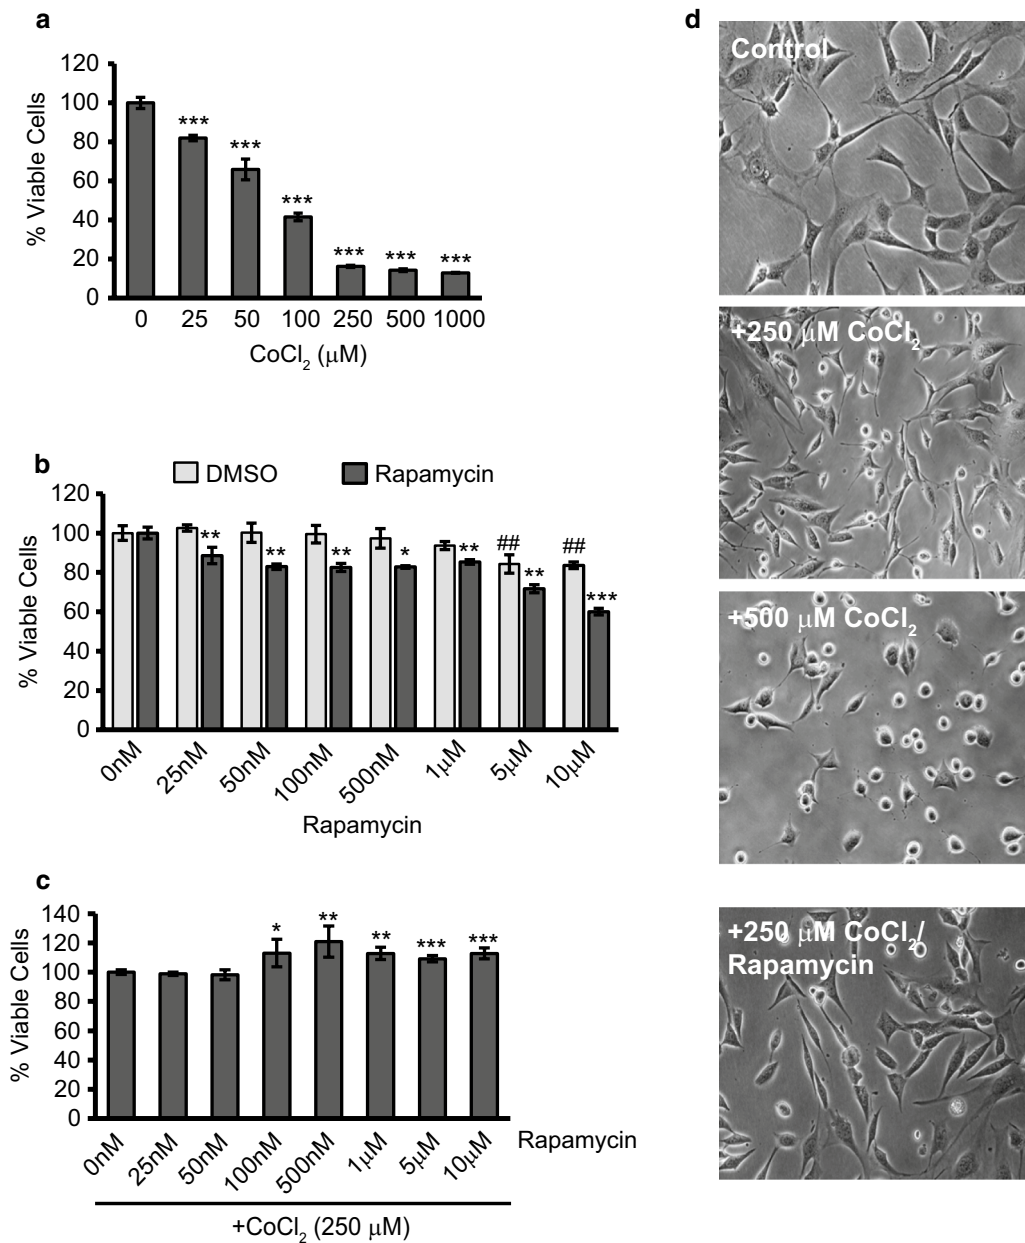 a
120
100
80
60
40
20
0
% Viable Cells
*** *** *** *** *** ***
0 25 50 100 250 500 1000
CoCl2 (μM)
b
DMSO Rapamycin
120
100
80
60
40
20
0
% Viable Cells
** ** ** * ** ## ** ## ***
0nM 25nM 50nM 100nM 500nM 1μM 5μM 10μM
Rapamycin
c
140
120
100
80
60
40
20
0
% Viable Cells
* ** ** *** ***
0nM 25nM 50nM 100nM 500nM 1μM 5μM 10μM
Rapamycin
+CoCl2 (250 μM)
d
Control
+250 μM CoCl2
+500 μM CoCl2
+250 μM CoCl2/
Rapamycin